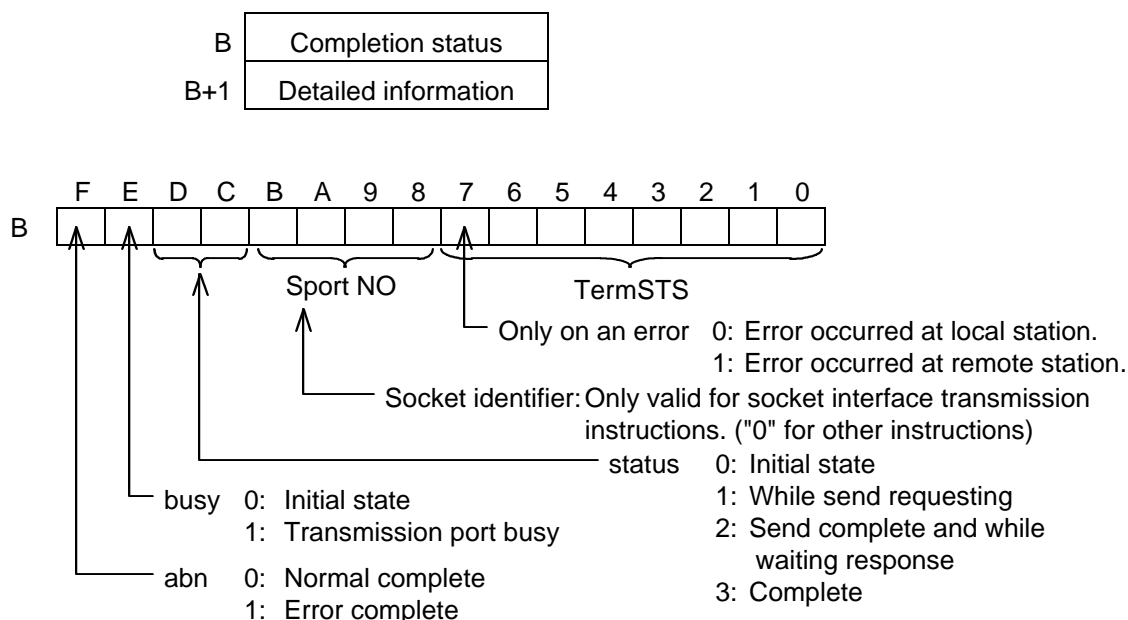 B Completion status
B+1 Detailed information
F E D C B A 9 8 7 6 5 4 3 2 1 0
B
Sport NO TermSTS
Only on an error 0: Error occurred at local station.
1: Error occurred at remote station.
Socket identifier: Only valid for socket interface transmission
instructions. ("0" for other instructions)
status 0: Initial state
1: While send requesting
2: Send complete and while
waiting response
3: Complete
busy 0: Initial state
1: Transmission port busy
abn 0: Normal complete
1: Error complete